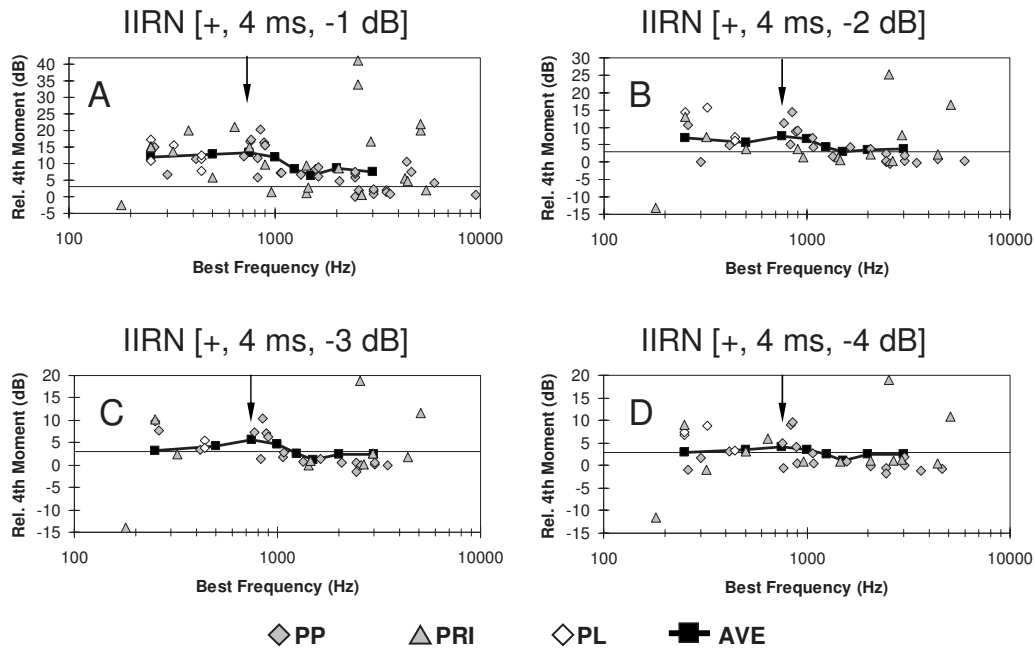 IIRN [+, 4 ms, -1 dB]
Rel. 4th Moment (dB)
40
35
30
25
20
15
10
5
0
-5
A
100
1000
10000
Best Frequency (Hz)
IIRN [+, 4 ms, -2 dB]
Rel. 4th Moment (dB)
30
25
20
15
10
5
0
-5
-10
-15
B
100
1000
10000
Best Frequency (Hz)
IIRN [+, 4 ms, -3 dB]
Rel. 4th Moment (dB)
20
15
10
5
0
-5
-10
-15
C
100
1000
10000
Best Frequency (Hz)
IIRN [+, 4 ms, -4 dB]
Rel. 4th Moment (dB)
20
15
10
5
0
-5
-10
-15
D
100
1000
10000
Best Frequency (Hz)
PP PRI PL AVE